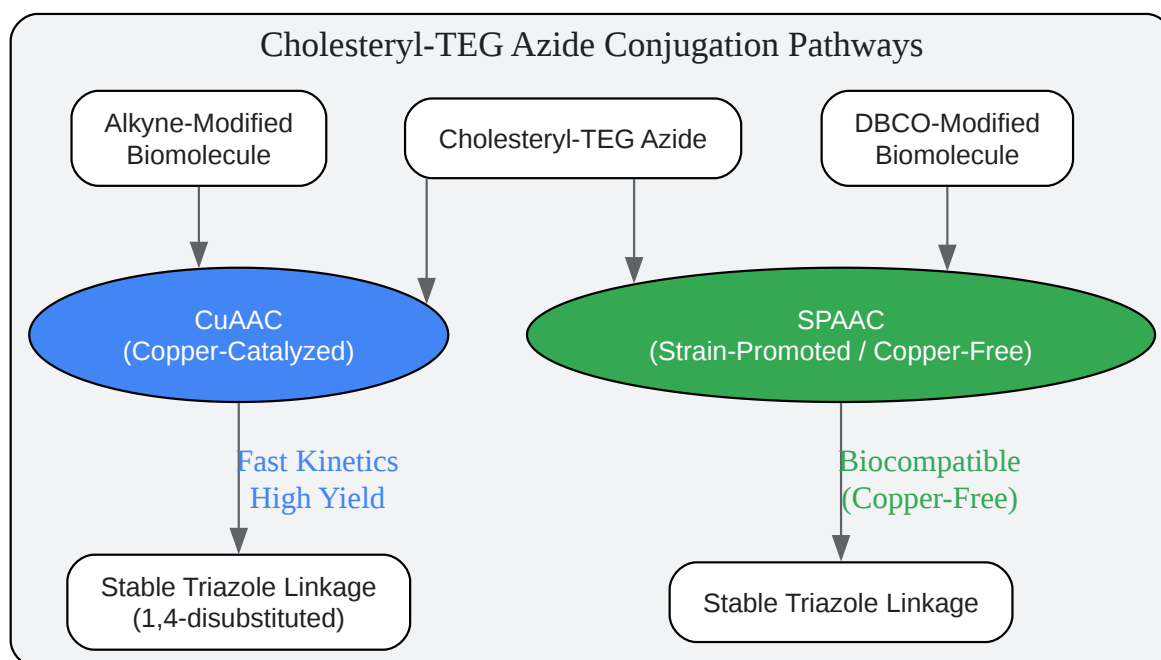 Cholesteryl-TEG Azide Conjugation Pathways
Alkyne-Modified
Biomolecule
Cholesteryl-TEG Azide
DBCO-Modified
Biomolecule
CuAAC
(Copper-Catalyzed)
SPAAC
(Strain-Promoted / Copper-Free)
Fast Kinetics
High Yield
Biocompatible
(Copper-Free)
Stable Triazole Linkage
(1,4-disubstituted)
Stable Triazole Linkage